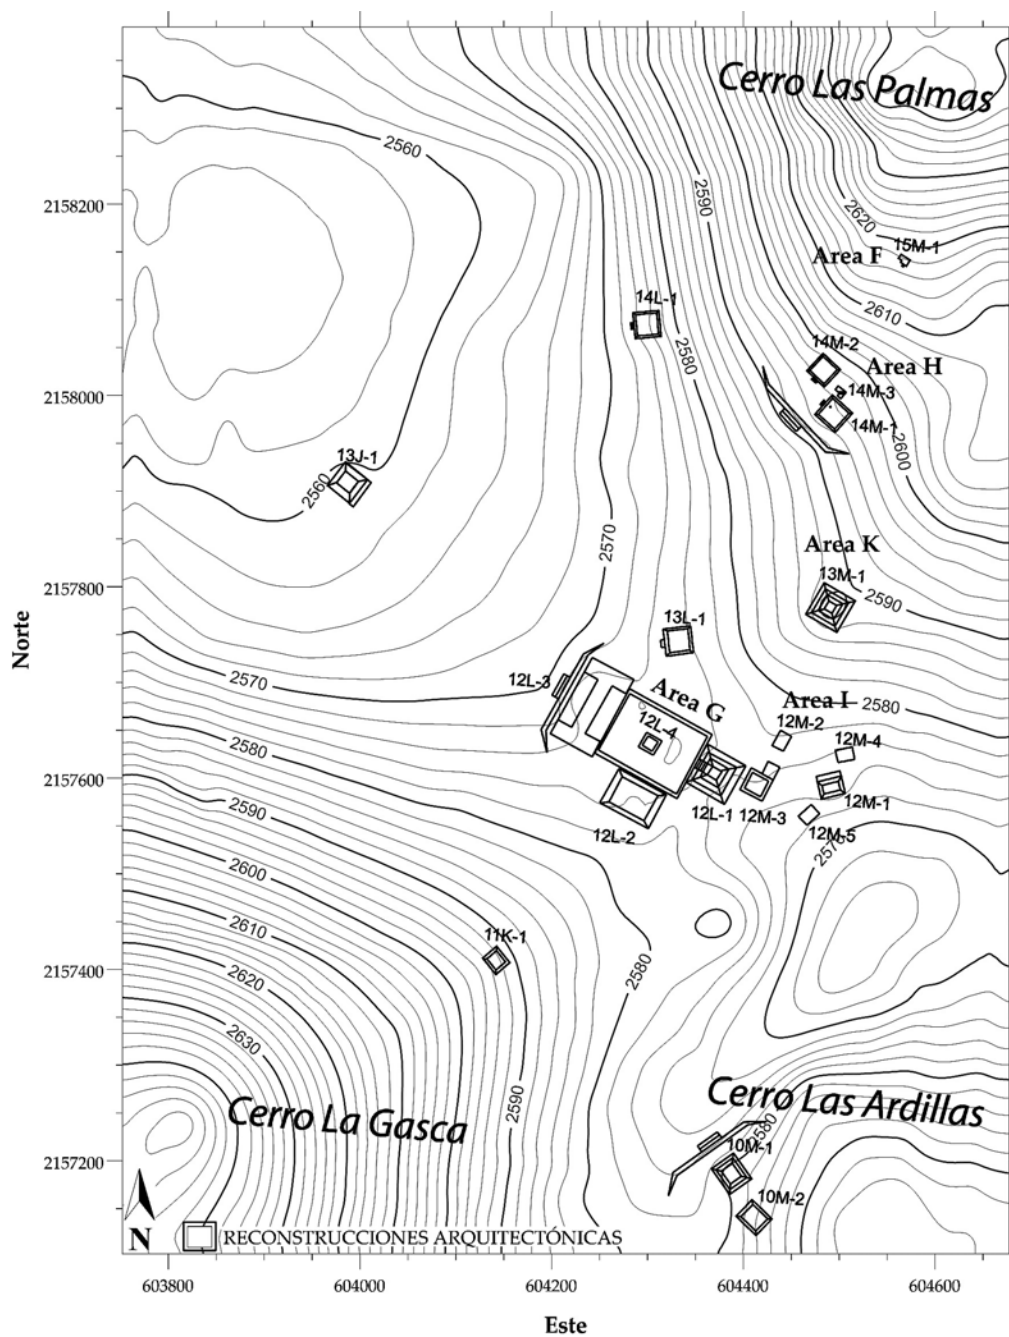 Cerro Las Palmas
2560
2590
2158200
2620
15M-1
Area F
14L-1
2610
2580
14M-2
Area H
14M-3
2158000
14M-1
2600
13J-1
2560
2570
Area K
13M-1
2157800
2590
13L-1
2570
12L-3
Area G
Area I
2580
12L-4
12M-2
12M-4
2580
2157600
2590
12M-1
12L-2
12L-1
12M-3
12M-5
2600
2610
11K-1
2580
2157400
2620
2630
Cerro Las Ardillas
Cerro La Gasca
2590
2580
10M-1
2157200
10M-2
N
RECONSTRUCCIONES ARQUITECTÓNICAS
603800
604000
604200
604400
604600
Norte
Este